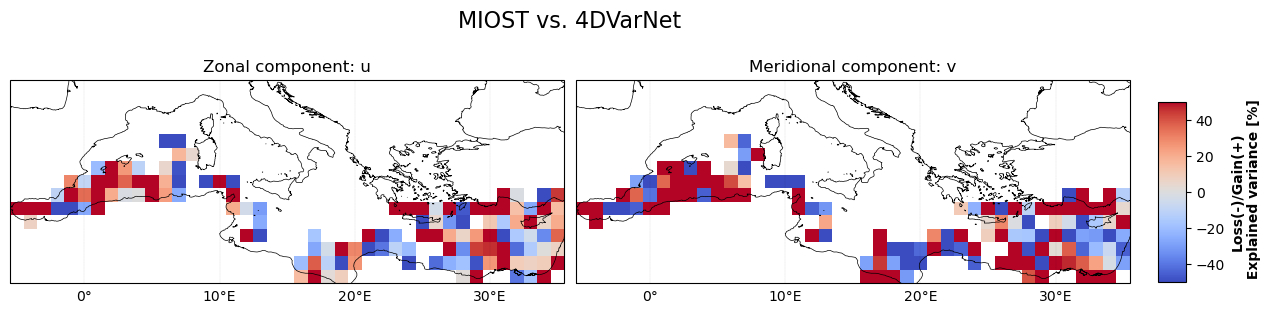 MIOST vs. 4DVarNet
Zonal component: u
Meridional component: v
0°
10°E
20°E
30°E
0°
10°E
20°E
30°E
40
20
0
−20
−40
Loss(-)/Gain(+)
Explained variance [%]